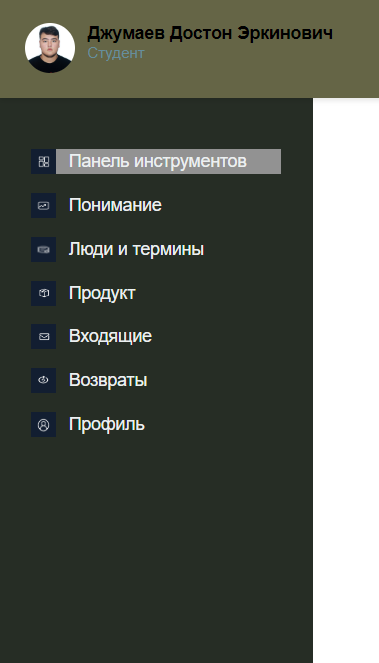 Джумаев Достон Эркинович
Студент
Панель инструментов
Понимание
Люди и термины
Продукт
Входящие
Возвраты
Профиль